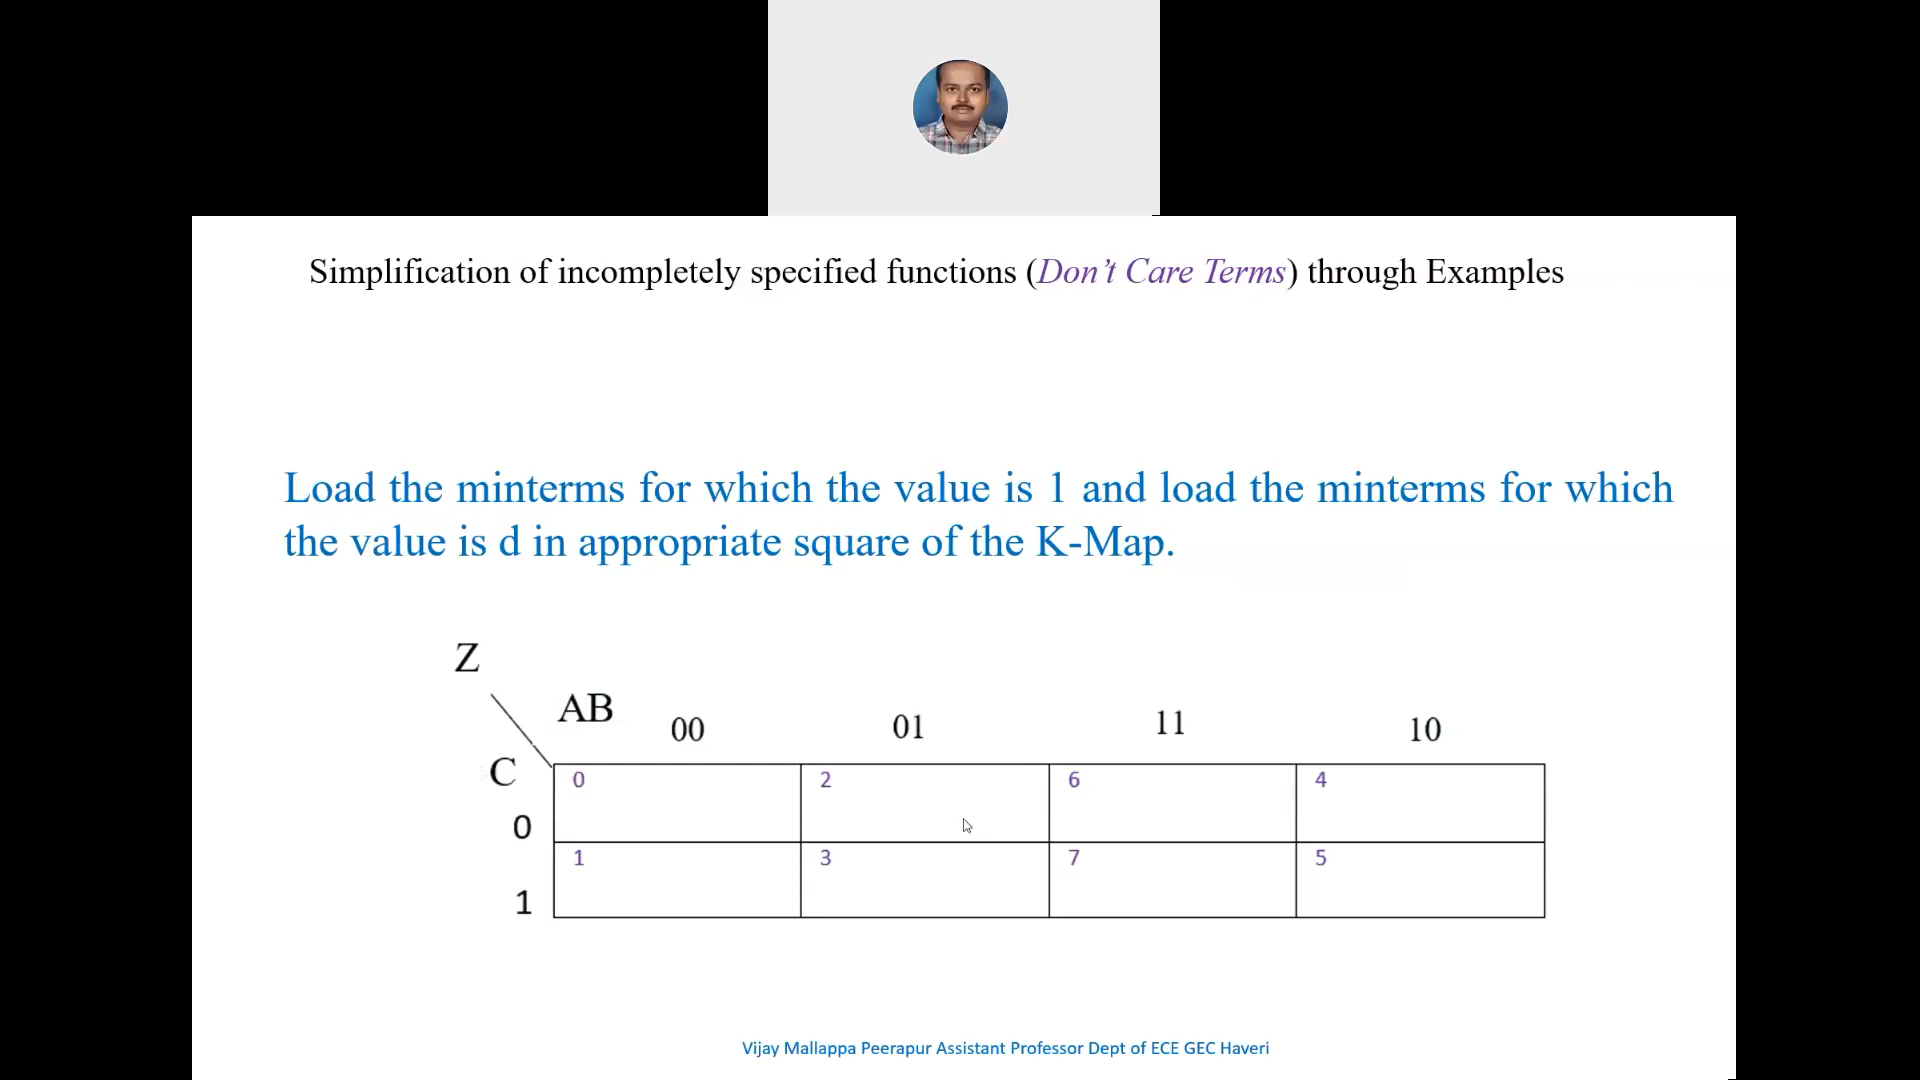 Simplification of incompletely specified functions (Don't Care Terms) through Examples
Load the minterms for which the value is 1 and load the minterms for which
the value is d in appropriate square of the K-Map.
Z
AB 00 01 11 10
C
0 2 6 4
0
1 3 7 5
1
Vijay Mallappa Peerapur Assistant Professor Dept of ECE GEC Haveri